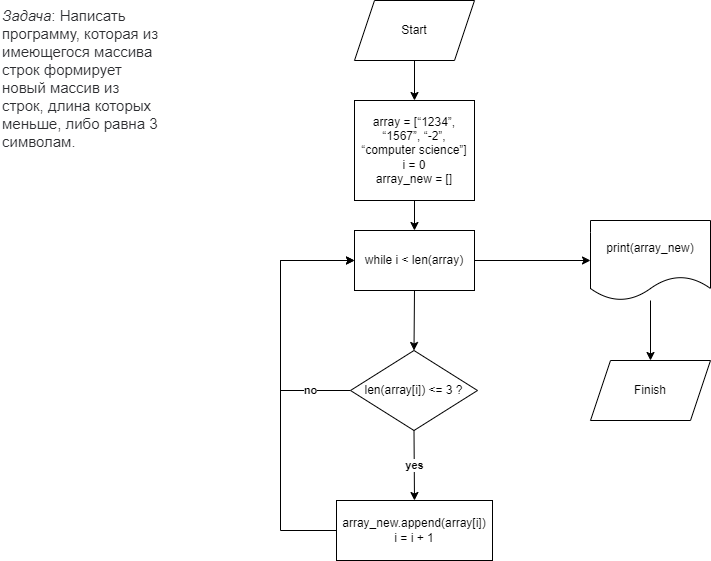 Задача: Написать
программу, которая из
имеющегося массива
строк формирует
новый массив из
строк, длина которых
меньше, либо равна 3
символам.
Start
array = [“1234”,
“1567”, “-2”,
“computer science”]
i = 0
array_new = []
while i < len(array)
print(array_new)
len(array[i]) <= 3 ?
no
Finish
yes
array_new.append(array[i])
i = i + 1